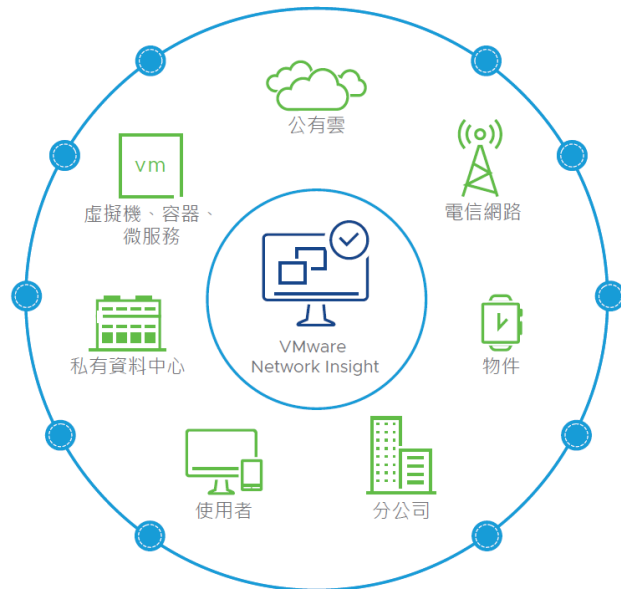 公有雲
vm
電信網路
虛擬機、容器、
微服務
VMware
Network Insight
私有資料中心
物件
使用者
分公司